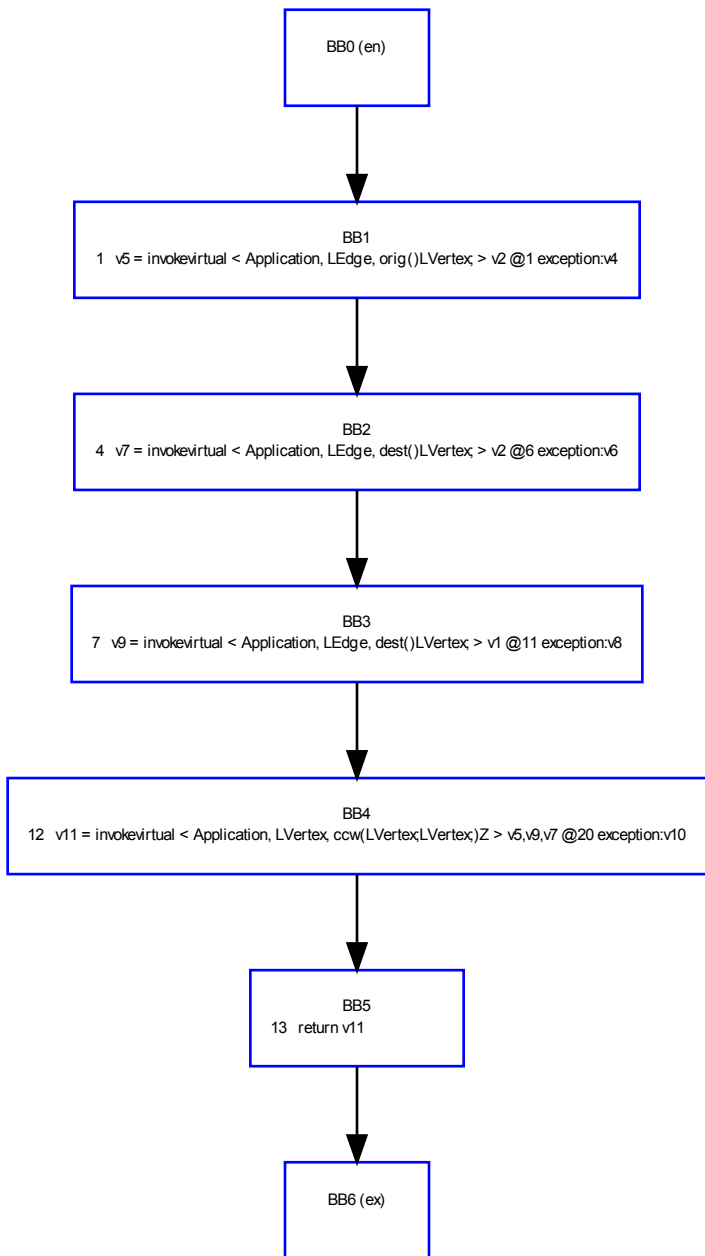 BB0 (en)
BB1
1 v5 = invokevirtual < Application, LEdge, orig()LVertex; > v2 @1 exception:v4
BB2
4 v7 = invokevirtual < Application, LEdge, dest()LVertex; > v2 @6 exception:v6
BB3
7 v9 = invokevirtual < Application, LEdge, dest()LVertex; > v1 @11 exception:v8
BB4
12 v11 = invokevirtual < Application, LVertex, ccw(LVertex;LVertex;)Z > v5,v9,v7 @20 exception:v10
BB5
13 return v11
BB6 (ex)